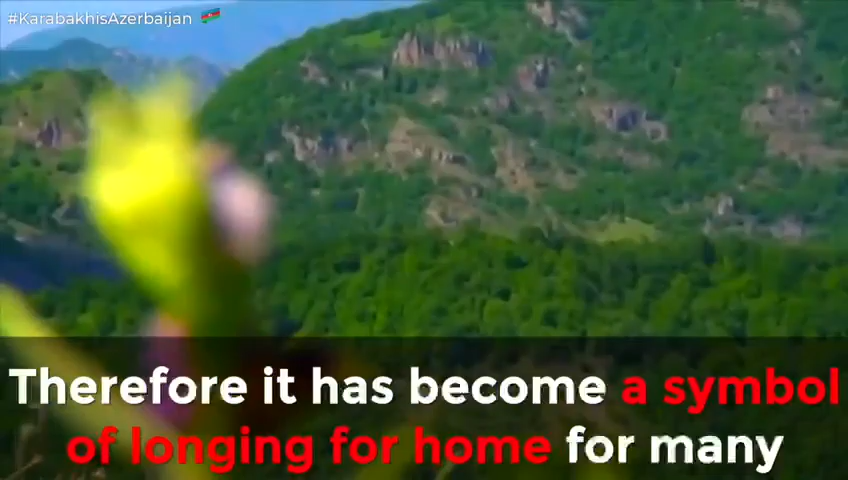 #KarabakhisAzerbaijan 🇦🇿
Therefore it has become a symbol
of longing for home for many